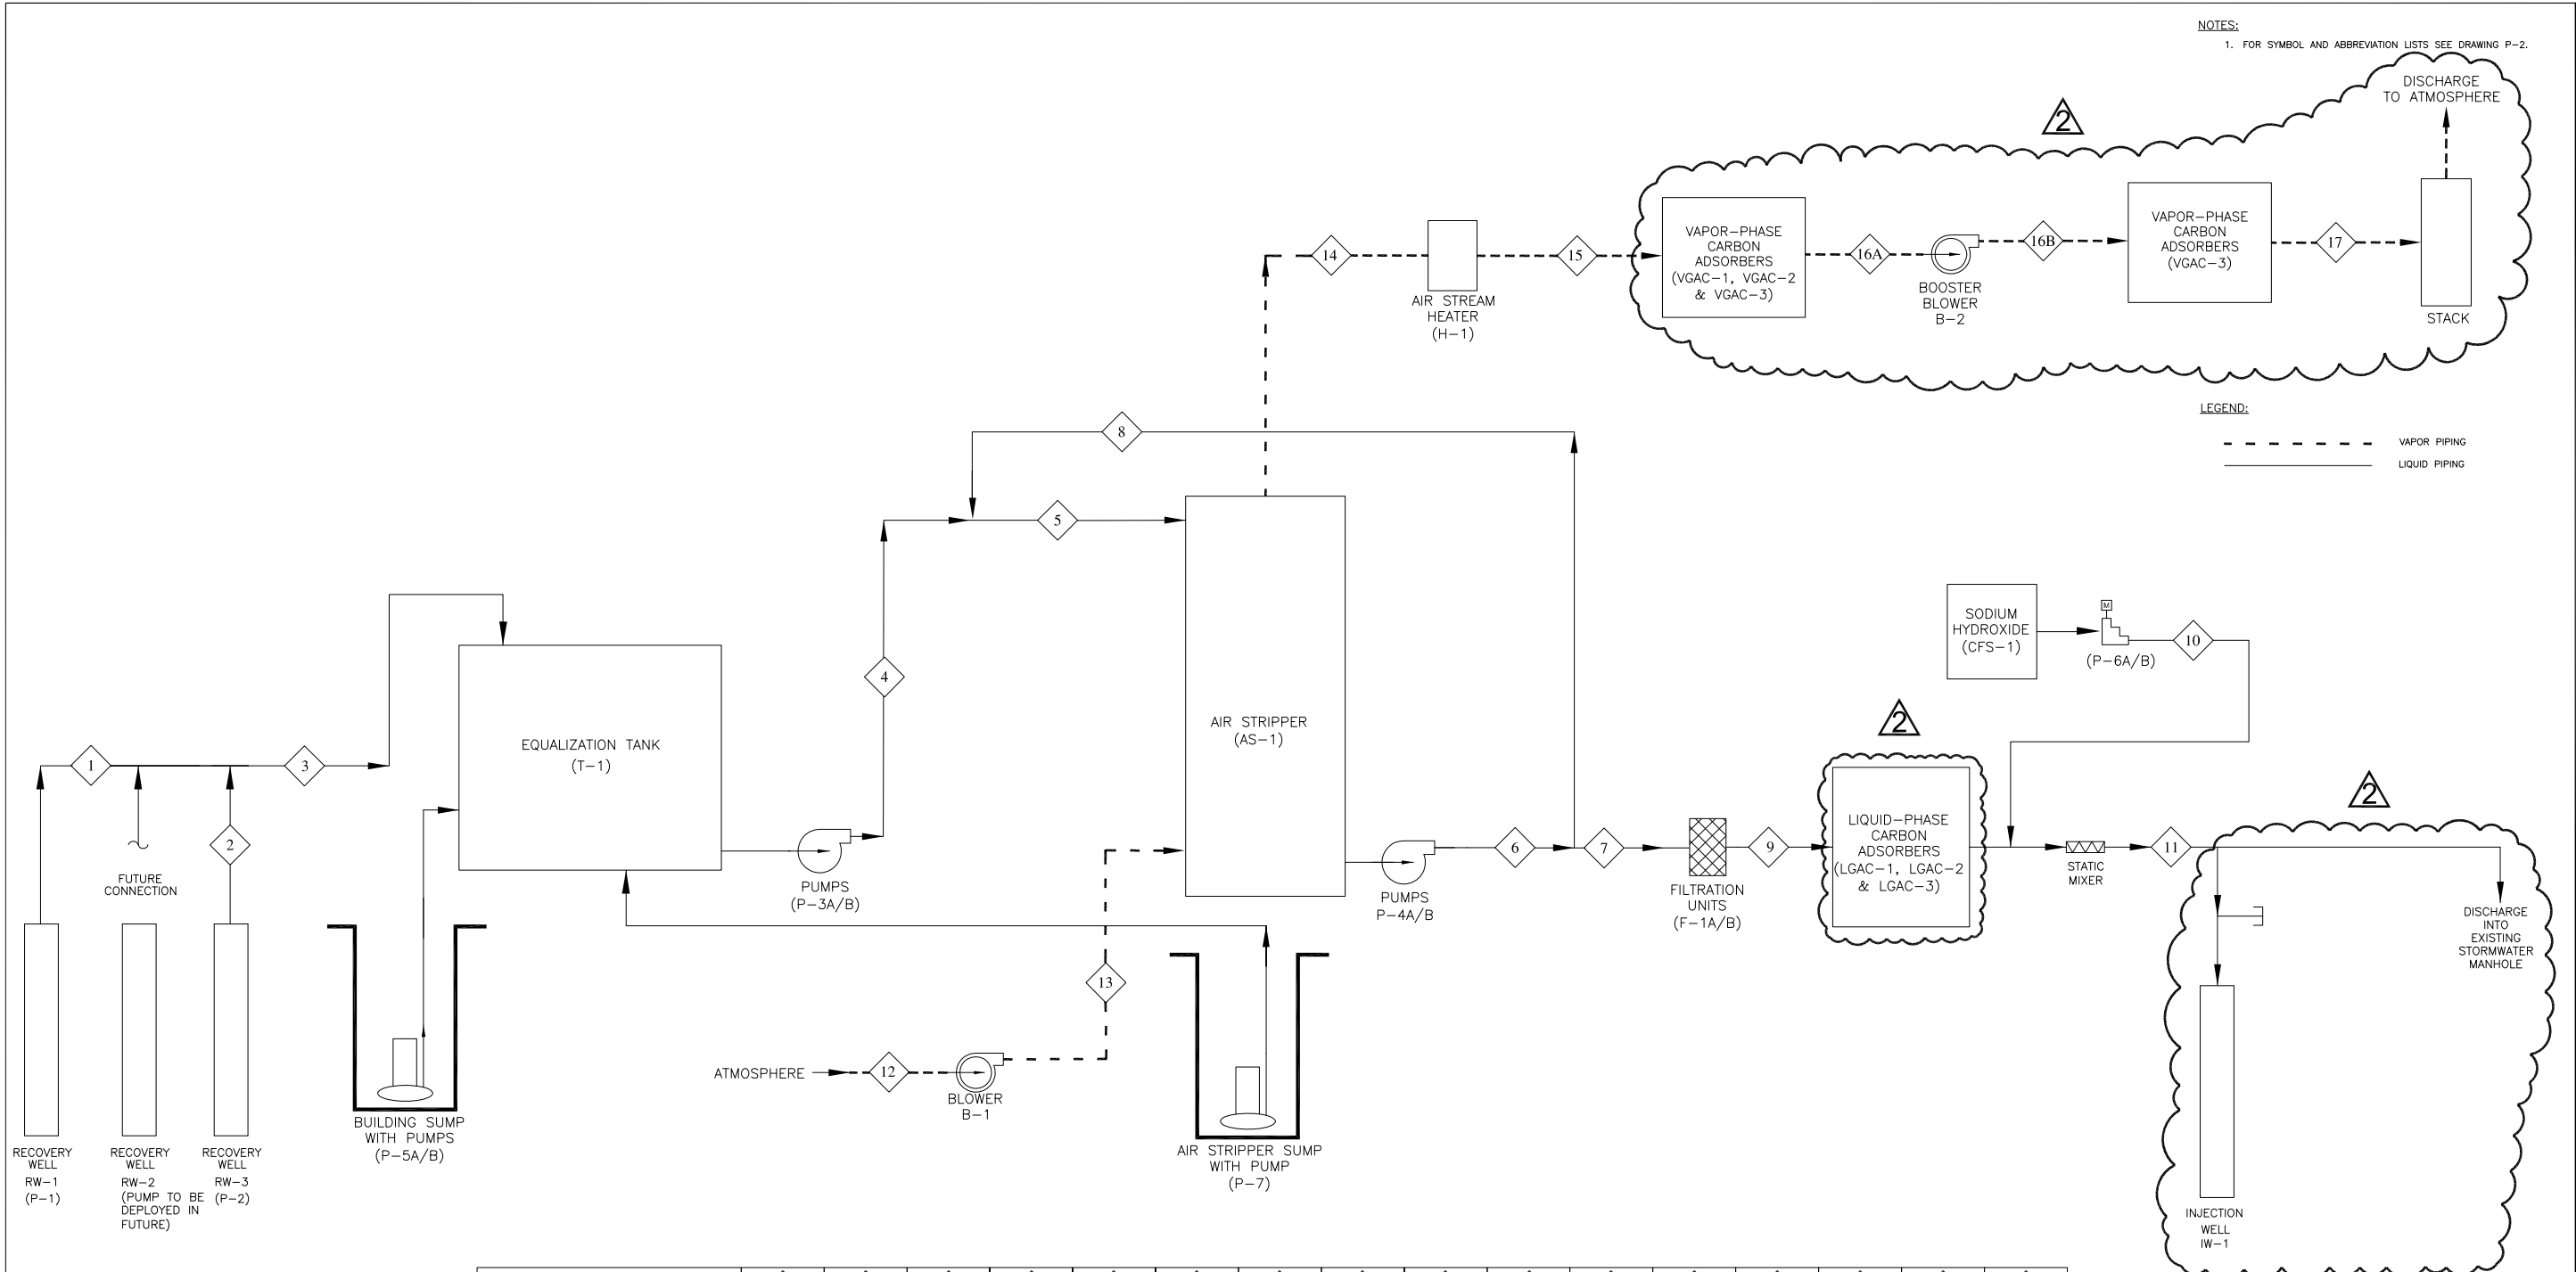 NOTES:
1. FOR SYMBOL AND ABBREVIATION LISTS SEE DRAWING P-2.
DISCHARGE
TO ATMOSPHERE
2
VAPOR-PHASE
CARBON
ADSORBERS
(VGAC-1, VGAC-2
& VGAC-3)
16A
BOOSTER
BLOWER
B-2
16B
VAPOR-PHASE
CARBON
ADSORBERS
(VGAC-3)
17
STACK
14
AIR STREAM
HEATER
(H-1)
15
LEGEND:
VAPOR PIPING
LIQUID PIPING
8
5
4
SODIUM
HYDROXIDE
(CFS-1)
M
(P-6A/B)
10
EQUALIZATION TANK
(T-1)
AIR STRIPPER
(AS-1)
1
3
2
FUTURE
CONNECTION
PUMPS
(P-3A/B)
PUMPS
P-4A/B
6
7
FILTRATION
UNITS
(F-1A/B)
9
2
LIQUID-PHASE
CARBON
ADSORBERS
(LGAC-1, LGAC-2
& LGAC-3)
STATIC
MIXER
11
2
DISCHARGE
INTO
EXISTING
STORMWATER
MANHOLE
13
ATMOSPHERE
12
BLOWER
B-1
RECOVERY
WELL
RW-1
(P-1)
RECOVERY
WELL
RW-2
(PUMP TO BE
DEPLOYED IN
FUTURE)
RECOVERY
WELL
RW-3
(P-2)
BUILDING SUMP
WITH PUMPS
(P-5A/B)
AIR STRIPPER SUMP
WITH PUMP
(P-7)
INJECTION
WELL
IW-1